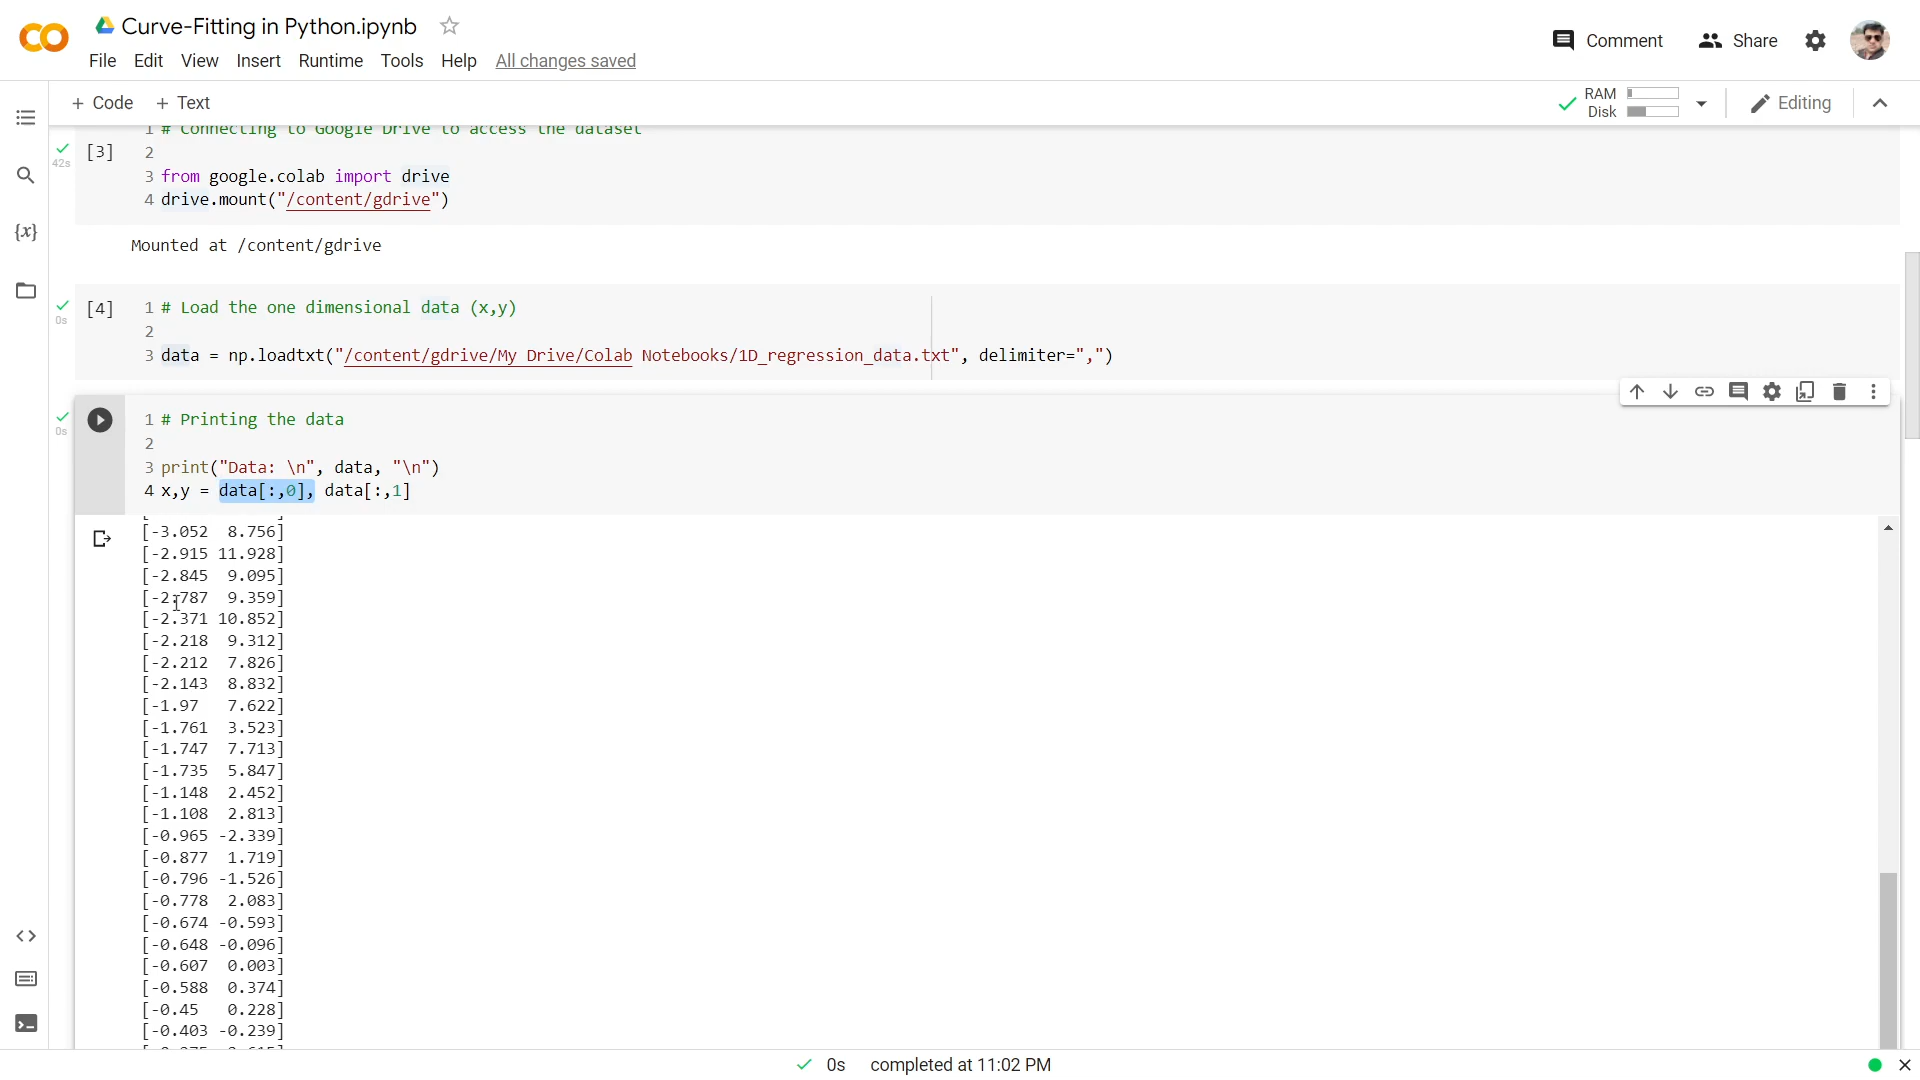 Curve-Fitting in Python.ipynb
File Edit View Insert Runtime Tools Help All changes saved
Comment Share
+ Code + Text
RAM
Disk
Editing
1 # Connecting to Google Drive to access the dataset
[3] 2
42s
3 from google.colab import drive
4 drive.mount("/content/gdrive")
Mounted at /content/gdrive
[4] 1 # Load the one dimensional data (x,y)
0s
2
3 data = np.loadtxt("/content/gdrive/My Drive/Colab Notebooks/1D_regression_data.txt", delimiter=",")
1 # Printing the data
0s
2
3 print("Data: \n", data, "\n")
4 x,y = data[:,0], data[:,1]
[-3.052 8.756]
[-2.915 11.928]
[-2.845 9.095]
[-2.787 9.359]
[-2.371 10.852]
[-2.218 9.312]
[-2.212 7.826]
[-2.143 8.832]
[-1.97 7.622]
[-1.761 3.523]
[-1.747 7.713]
[-1.735 5.847]
[-1.148 2.452]
[-1.108 2.813]
[-0.965 -2.339]
[-0.877 1.719]
[-0.796 -1.526]
[-0.778 2.083]
[-0.674 -0.593]
[-0.648 -0.096]
[-0.607 0.003]
[-0.588 0.374]
[-0.45 0.228]
[-0.403 -0.239]
0s completed at 11:02 PM